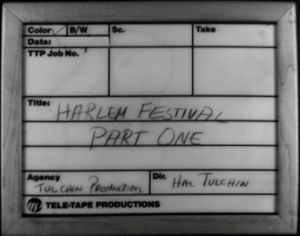 Color ✓ B/W Sc. Take
Date:
TTP Job No.
Title: HARLEM FESTIVAL
PART ONE
Agency Dir.
TULCHIN PRODUCTIONS HAL TULCHIN
TELE-TAPE PRODUCTIONS